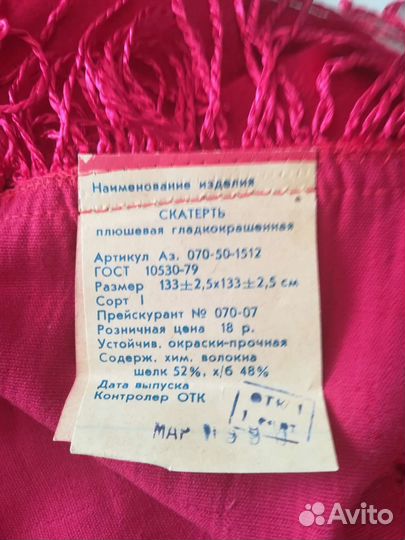 Наименование изделия
СКАТЕРТЬ
плюшевая гладкокрашенная
Артикул Аз. 070-50-1512
ГОСТ 10530-79
Размер 133±2,5х133±2,5 см
Сорт I
Прейскурант № 070-07
Розничная цена 18 р.
Устойчив. окраски-прочная
Содерж. хим. волокна
шелк 52%, х/б 48%
Дата выпуска
Контролер ОТК
ОТК 1
МАР
Avito